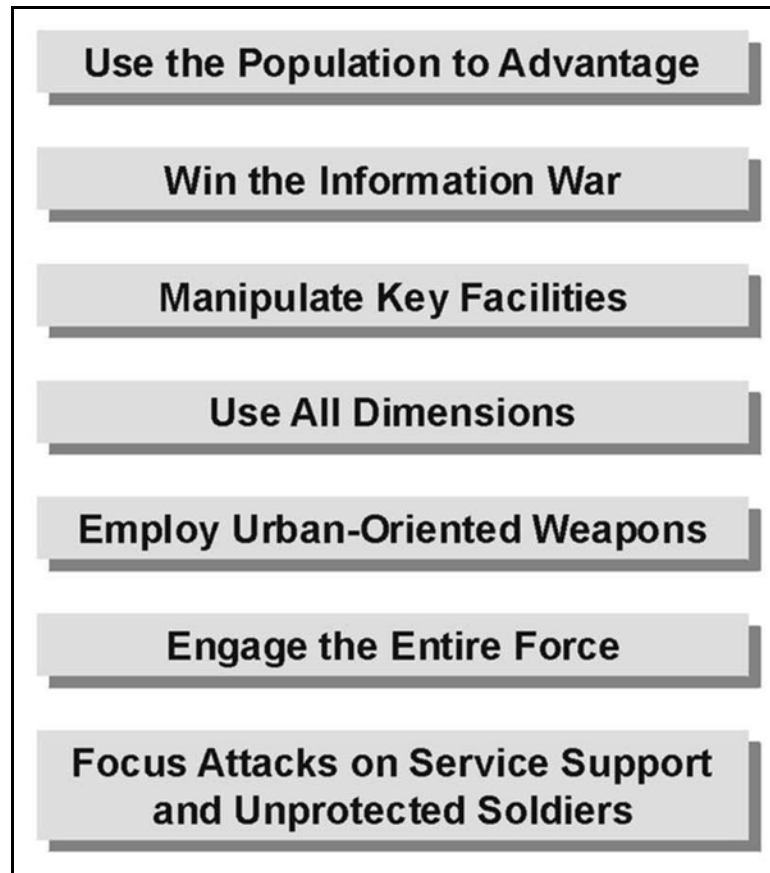 Use the Population to Advantage
Win the Information War
Manipulate Key Facilities
Use All Dimensions
Employ Urban-Oriented Weapons
Engage the Entire Force
Focus Attacks on Service Support
and Unprotected Soldiers